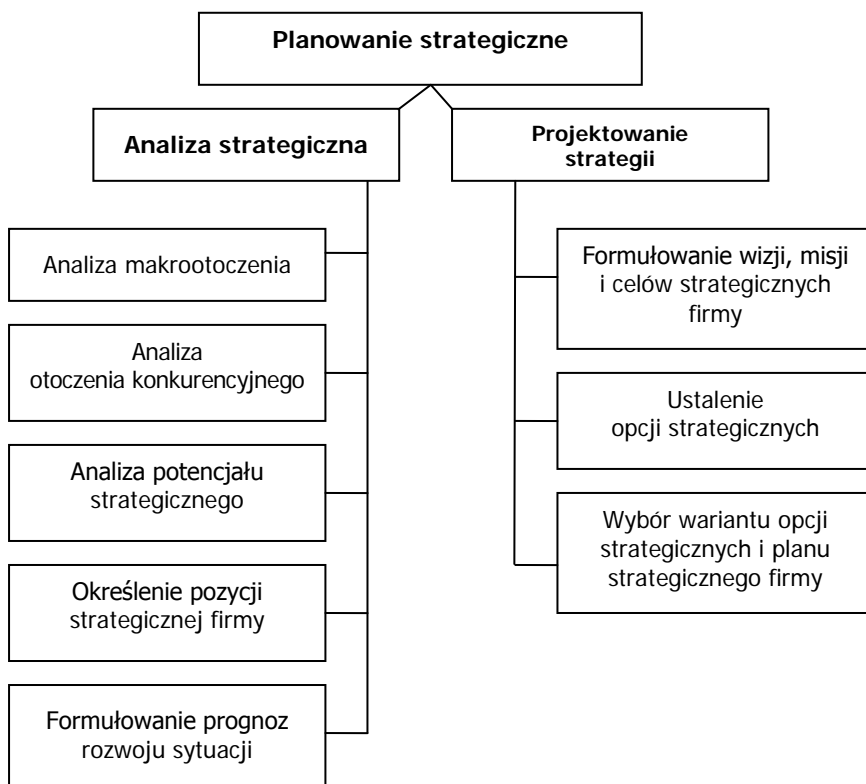 Planowanie strategiczne
Analiza strategiczna
Projektowanie
strategii
Analiza makrootoczenia
Analiza
otoczenia konkurencyjnego
Analiza potencjału
strategicznego
Określenie pozycji
strategicznej firmy
Formułowanie prognoz
rozwoju sytuacji
Formułowanie wizji, misji
i celów strategicznych
firmy
Ustalenie
opcji strategicznych
Wybór wariantu opcji
strategicznych i planu
strategicznego firmy